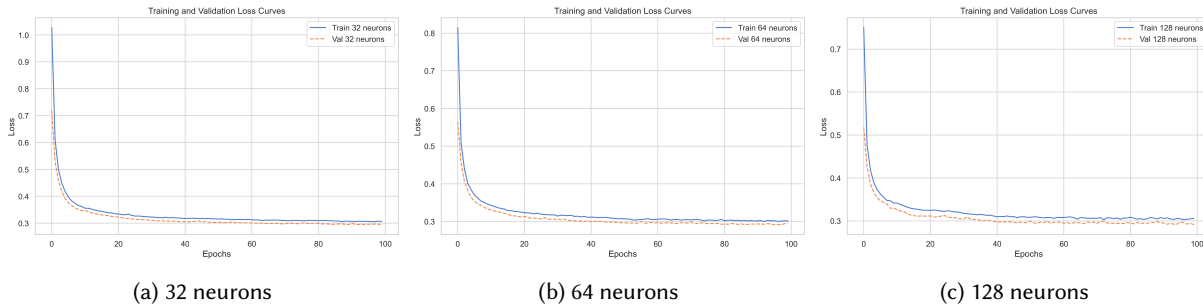 Training and Validation Loss Curves
Train 32 neurons
Val 32 neurons
1.0
0.9
0.8
0.7
0.6
0.5
0.4
0.3
Loss
0 20 40 60 80 100
Epochs
(a) 32 neurons
Training and Validation Loss Curves
Train 64 neurons
Val 64 neurons
0.8
0.7
0.6
0.5
0.4
0.3
Loss
0 20 40 60 80 100
Epochs
(b) 64 neurons
Training and Validation Loss Curves
Train 128 neurons
Val 128 neurons
0.7
0.6
0.5
0.4
0.3
Loss
0 20 40 60 80 100
Epochs
(c) 128 neurons